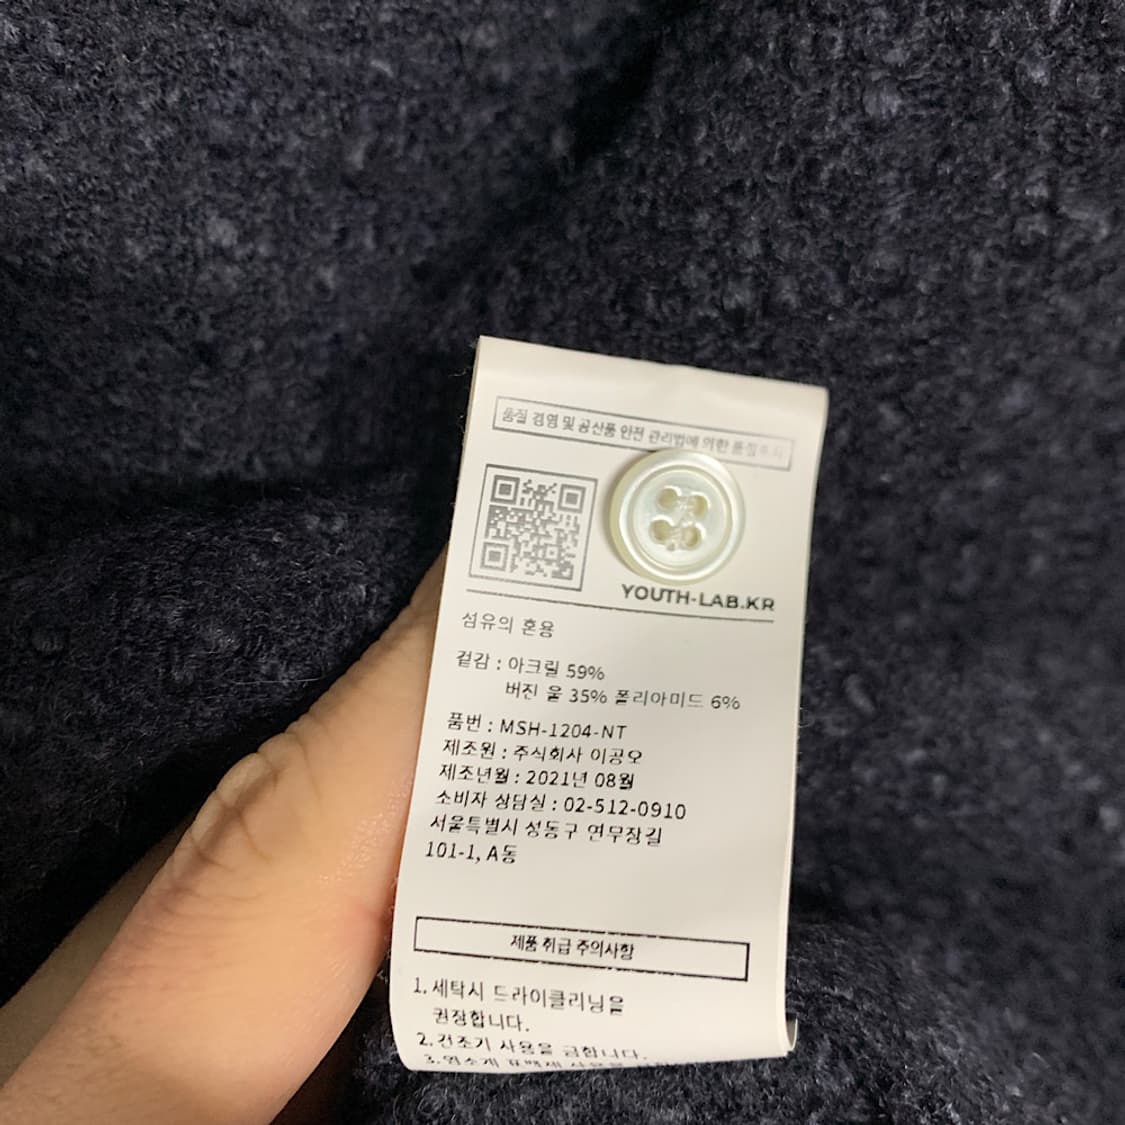 품질 경영 및 공산품 안전 관리법에 의한 품질표시
YOUTH-LAB.KR
섬유의 혼용
겉감 : 아크릴 59%
버진 울 35% 폴리아미드 6%
품번 : MSH-1204-NT
제조원 : 주식회사 이공오
제조년월 : 2021년 08월
소비자 상담실 : 02-512-0910
서울특별시 성동구 연무장길
101-1, A동
제품 취급 주의사항
1. 세탁시 드라이클리닝을
권장합니다.
2. 건조기 사용을 금합니다.
3.